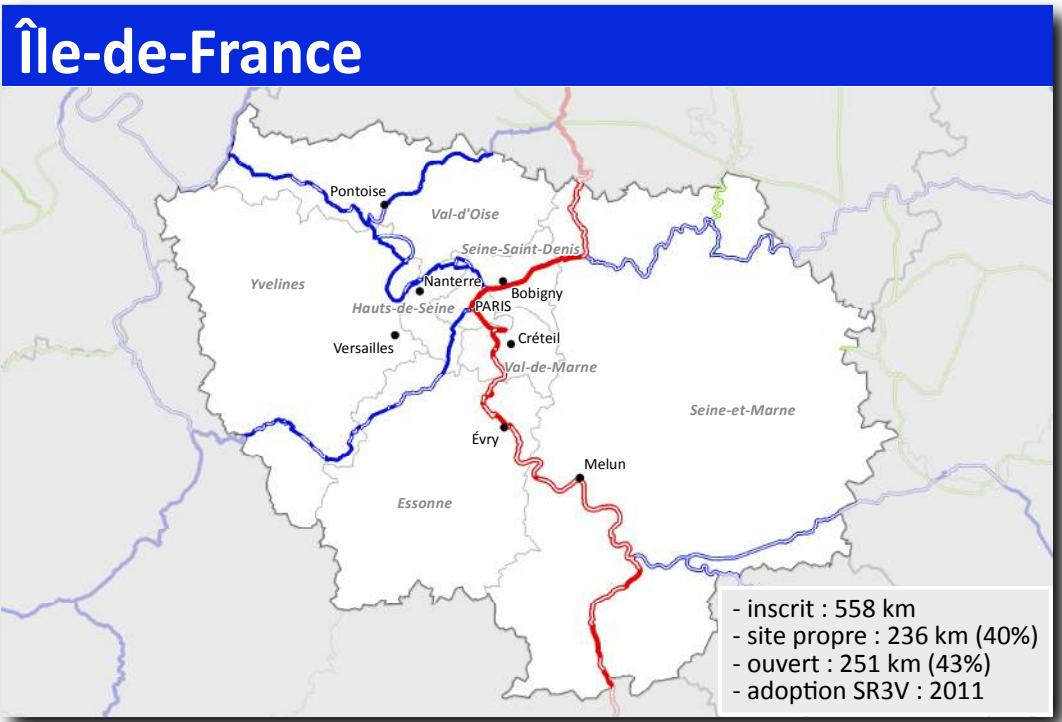 Île-de-France
Pontoise
Val-d'Oise
Seine-Saint-Denis
Yvelines
Nanterre
Bobigny
Hauts-de-Seine
PARIS
Versailles
Créteil
Val-de-Marne
Seine-et-Marne
Évry
Melun
Essonne
- inscrit : 558 km
- site propre : 236 km (40%)
- ouvert : 251 km (43%)
- adoption SR3V : 2011